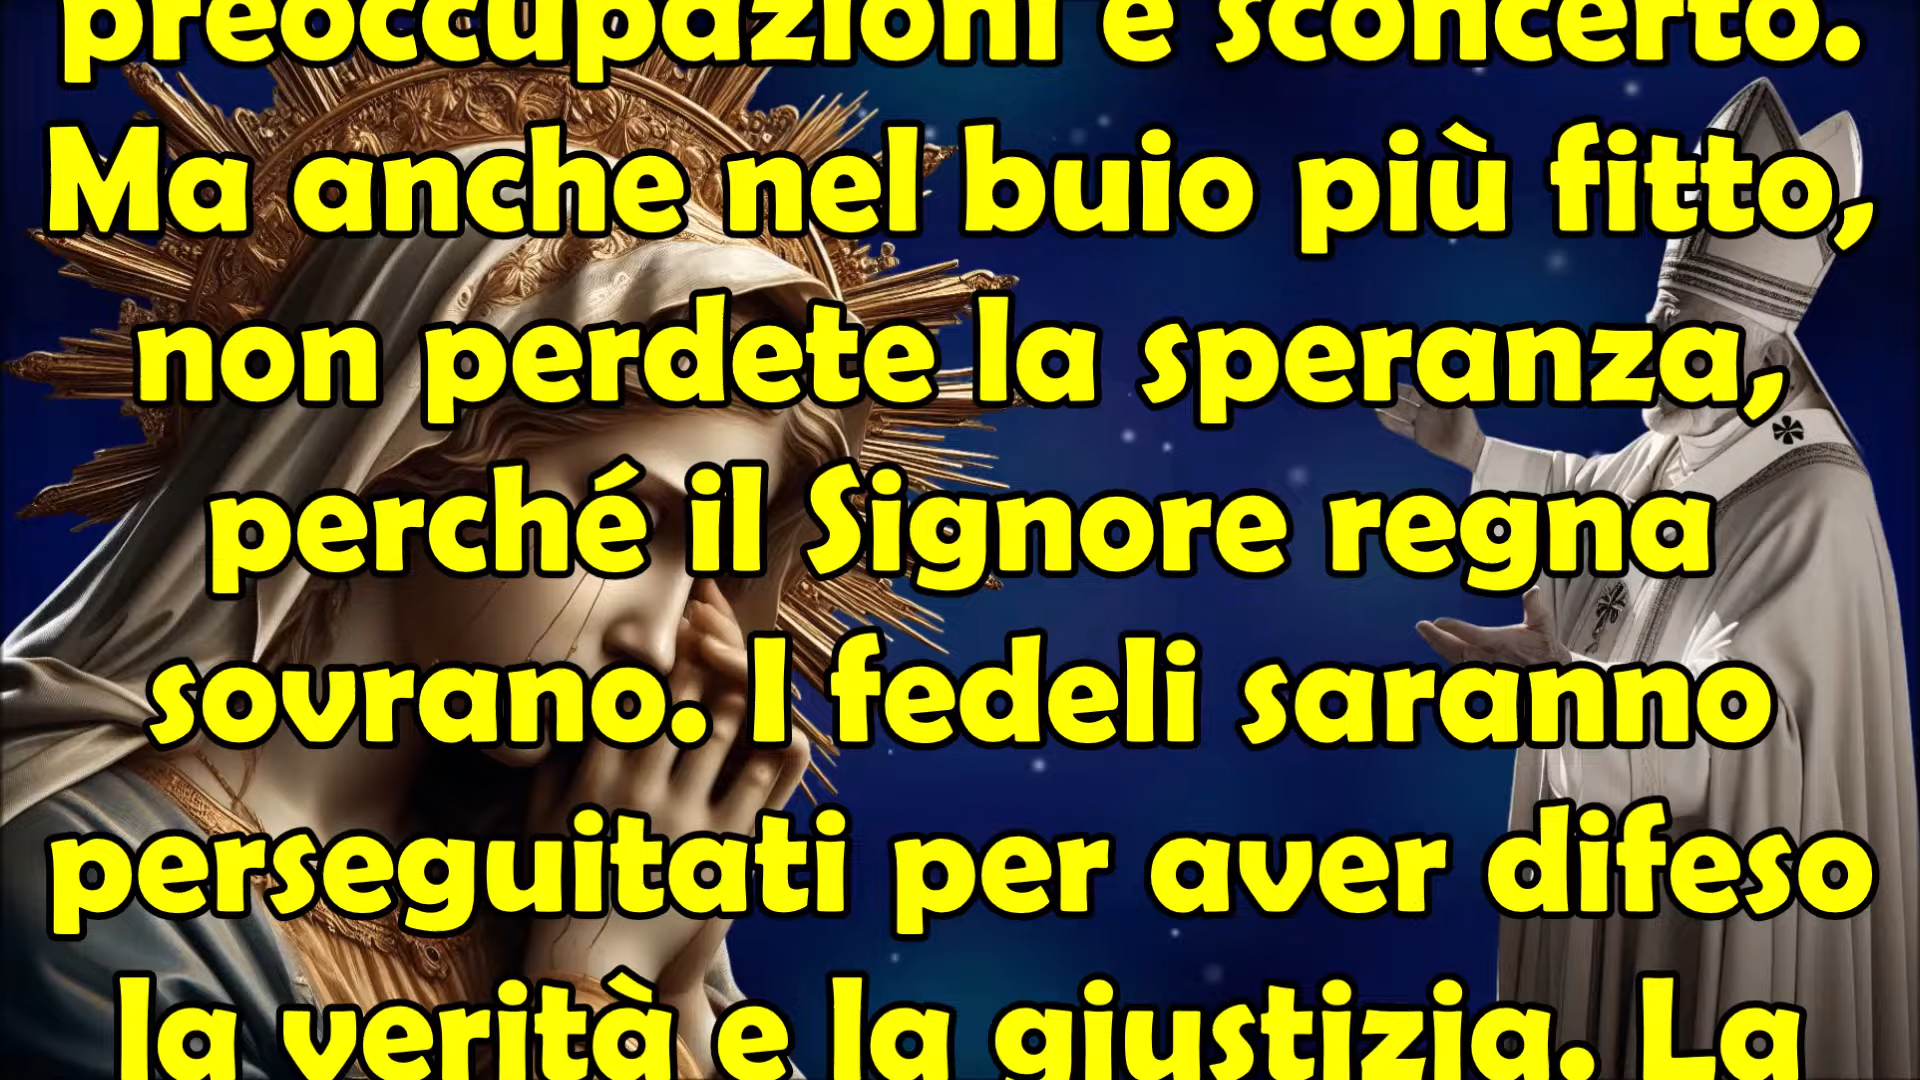 preoccupazioni e sconcerto.
Ma anche nel buio più fitto,
non perdete la speranza,
perché il Signore regna
sovrano. I fedeli saranno
perseguitati per aver difeso
la verità e la giustizia. La